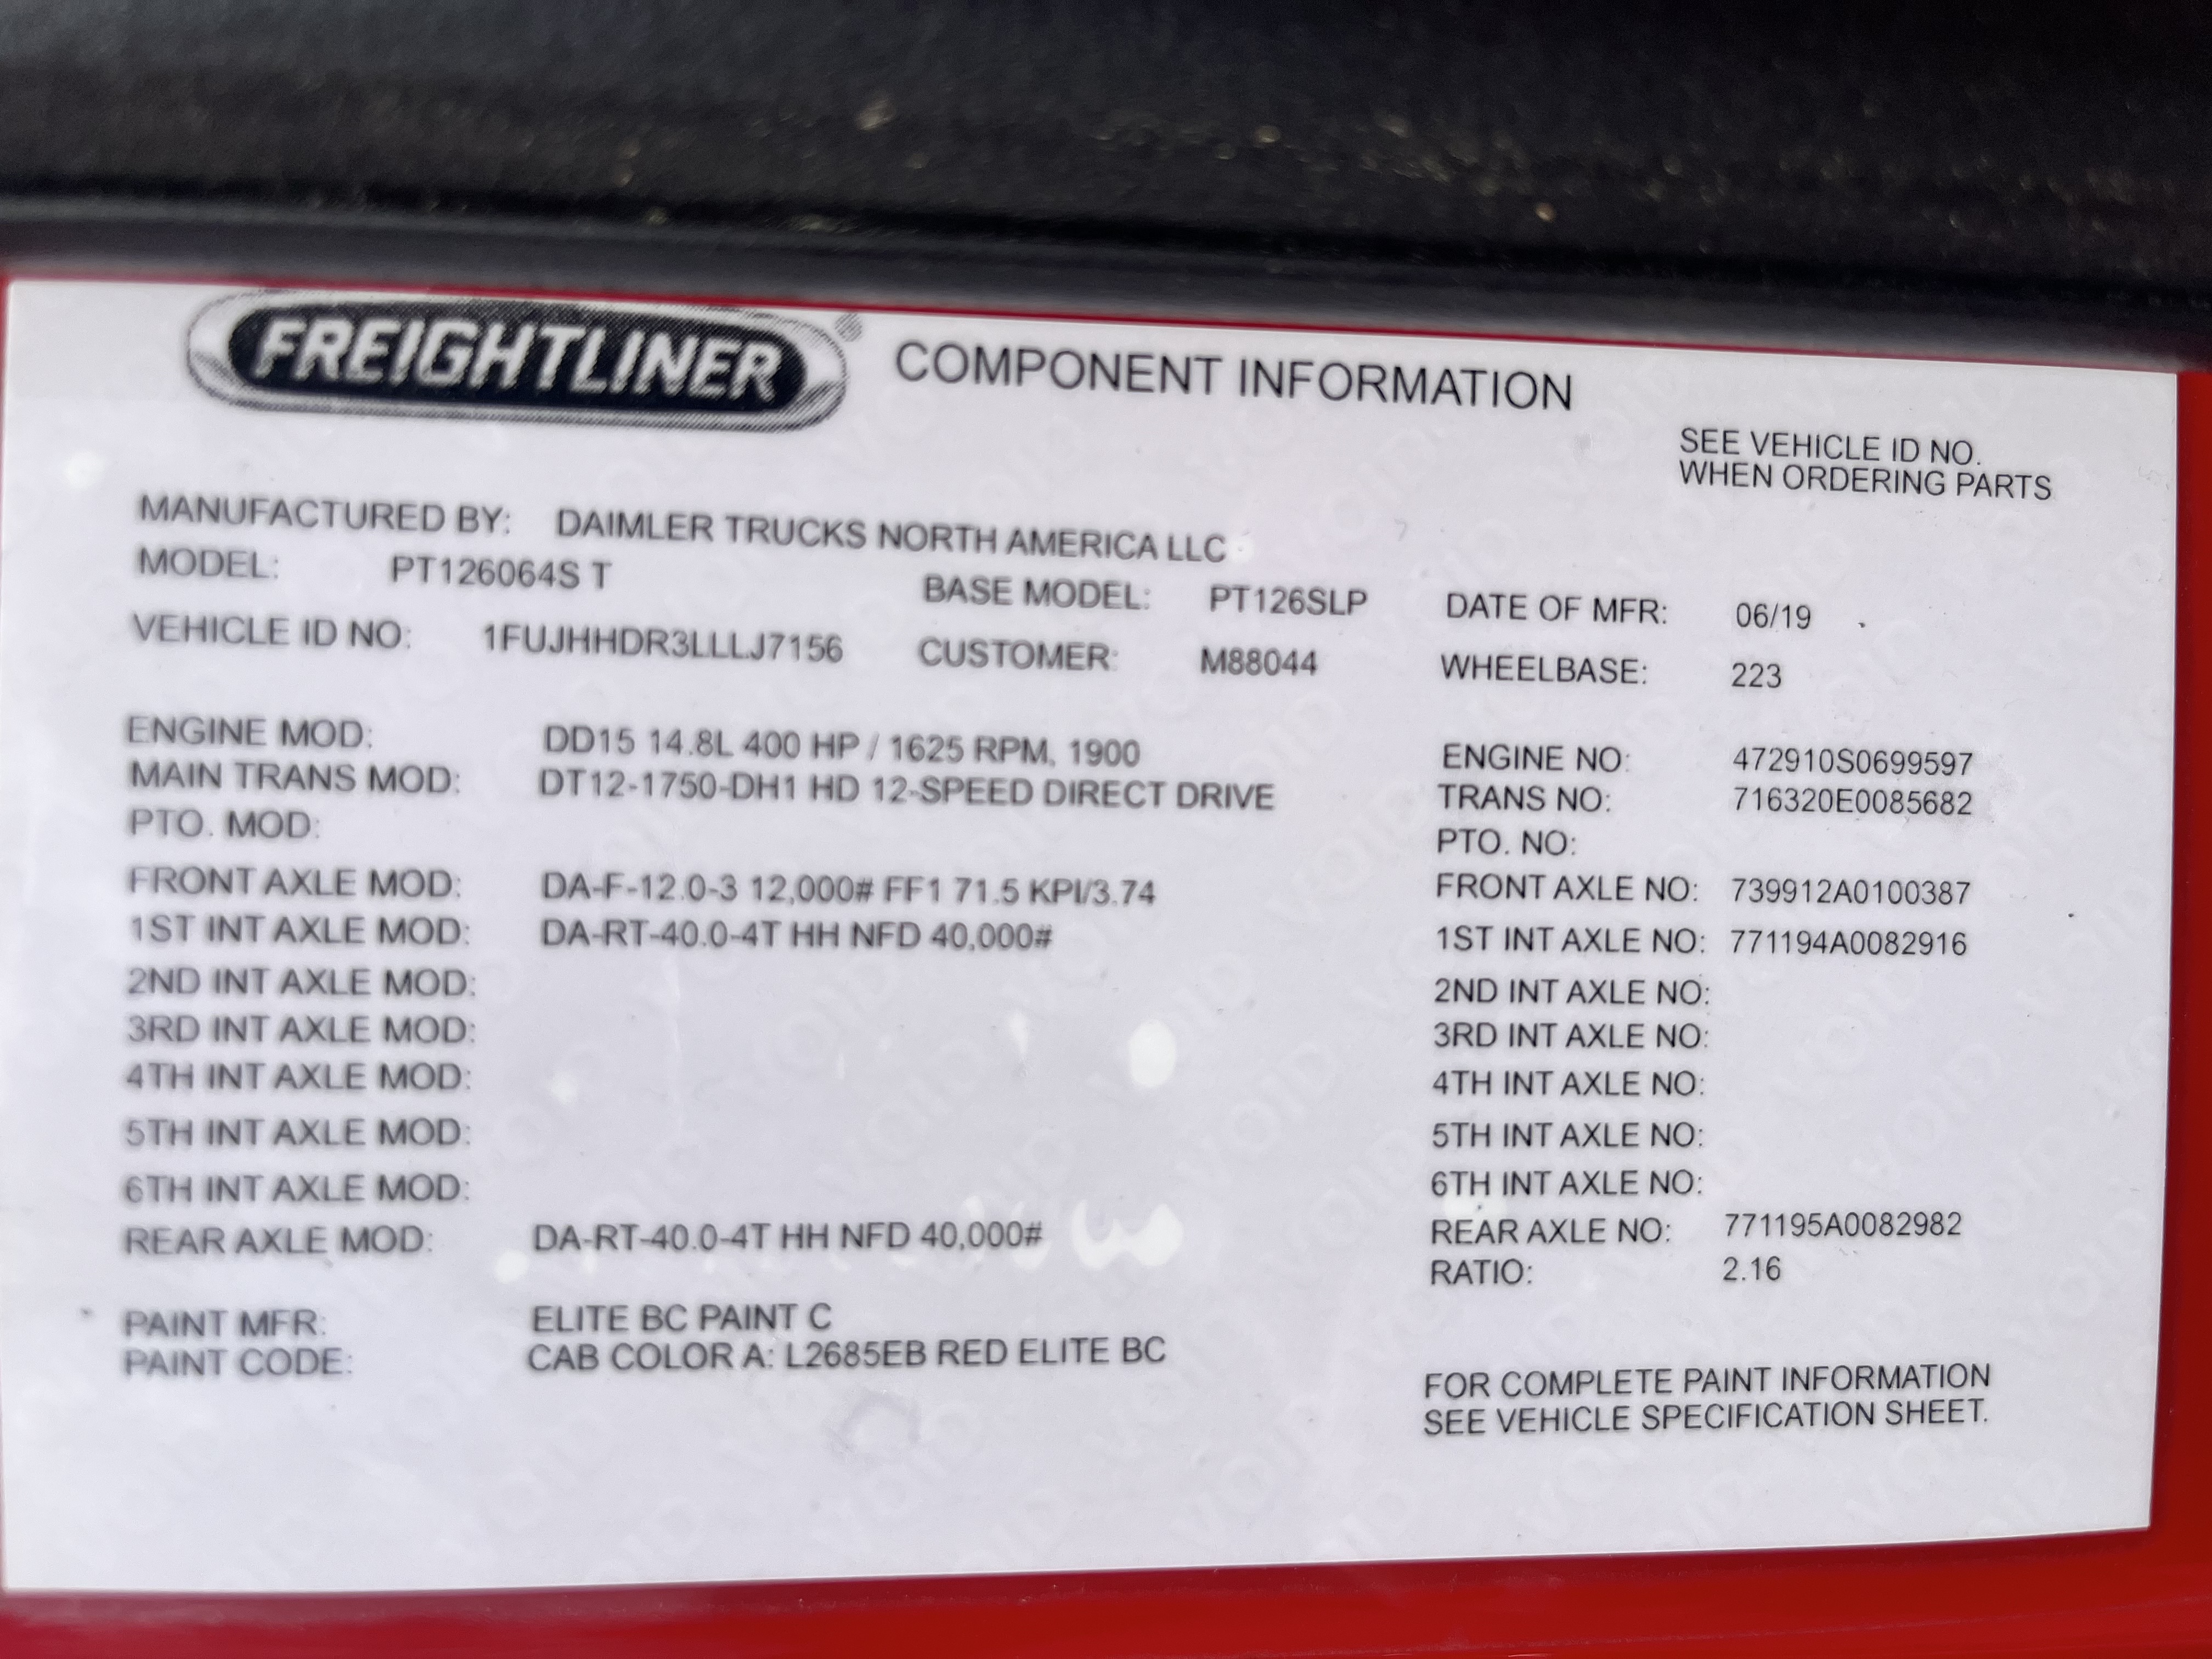 FREIGHTLINER ® COMPONENT INFORMATION
SEE VEHICLE ID NO.
WHEN ORDERING PARTS
MANUFACTURED BY: DAIMLER TRUCKS NORTH AMERICA LLC
MODEL: PT126064S T BASE MODEL: PT126SLP DATE OF MFR: 06/19
VEHICLE ID NO: 1FUJHHDR3LLLJ7156 CUSTOMER: M88044 WHEELBASE: 223
ENGINE MOD: DD15 14.8L 400 HP / 1625 RPM, 1900 ENGINE NO: 472910S0699597
MAIN TRANS MOD: DT12-1750-DH1 HD 12-SPEED DIRECT DRIVE TRANS NO: 716320E0085682
PTO. MOD: PTO. NO:
FRONT AXLE MOD: DA-F-12.0-3 12,000# FF1 71.5 KPI/3.74 FRONT AXLE NO: 739912A0100387
1ST INT AXLE MOD: DA-RT-40.0-4T HH NFD 40,000# 1ST INT AXLE NO: 771194A0082916
2ND INT AXLE MOD: 2ND INT AXLE NO:
3RD INT AXLE MOD: 3RD INT AXLE NO:
4TH INT AXLE MOD: 4TH INT AXLE NO:
5TH INT AXLE MOD: 5TH INT AXLE NO:
6TH INT AXLE MOD: 6TH INT AXLE NO:
REAR AXLE MOD: DA-RT-40.0-4T HH NFD 40,000# REAR AXLE NO: 771195A0082982
RATIO: 2.16
PAINT MFR: ELITE BC PAINT C
PAINT CODE: CAB COLOR A: L2685EB RED ELITE BC
FOR COMPLETE PAINT INFORMATION
SEE VEHICLE SPECIFICATION SHEET.